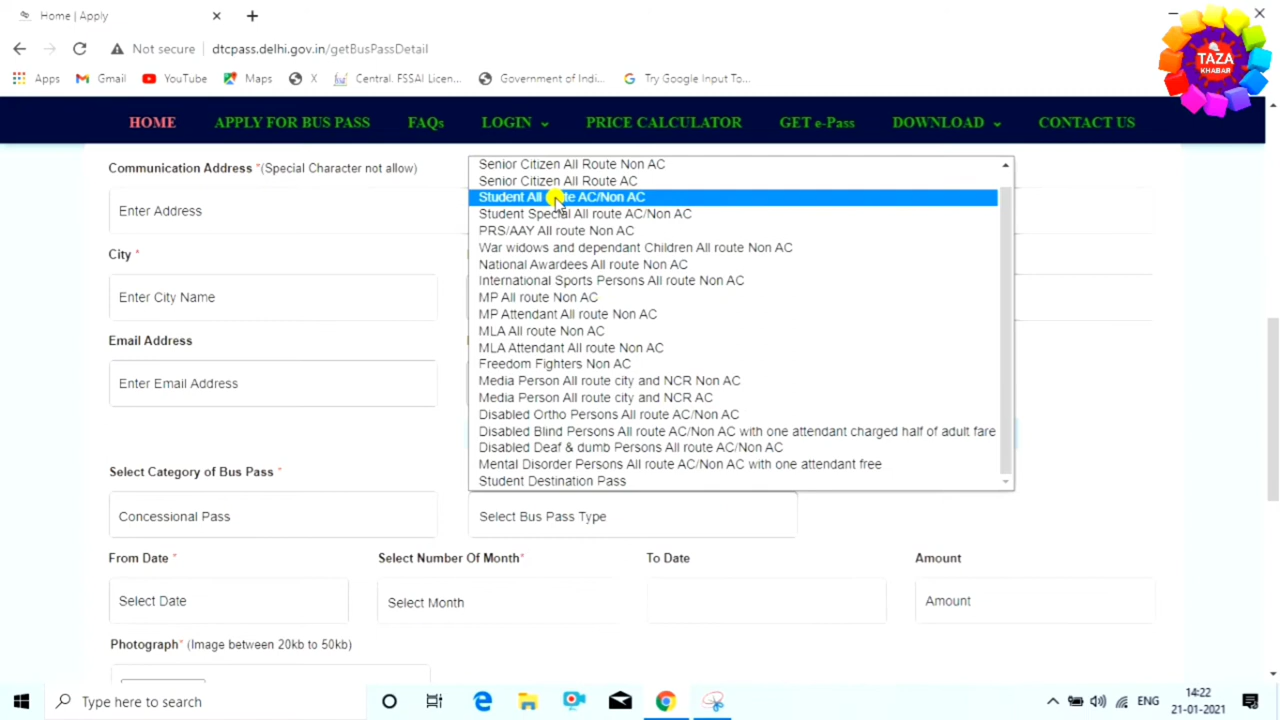 Home | Apply
Not secure | dtcpass.delhi.gov.in/getBusPassDetail
Apps Gmail YouTube Maps X Central. FSSAI Licen... Government of Indi... Try Google Input To...
TAZA
KHABAR
HOME APPLY FOR BUS PASS FAQs LOGIN PRICE CALCULATOR GET e-Pass DOWNLOAD CONTACT US
Communication Address *(Special Character not allow)
Enter Address
City *
Enter City Name
Email Address
Enter Email Address
Senior Citizen All Route Non AC
Senior Citizen All Route AC
Student All route AC/Non AC
Student Special All route AC/Non AC
PRS/AAY All route Non AC
War widows and dependant Children All route Non AC
National Awardees All route Non AC
International Sports Persons All route Non AC
MP All route Non AC
MP Attendant All route Non AC
MLA All route Non AC
MLA Attendant All route Non AC
Freedom Fighters Non AC
Media Person All route city and NCR Non AC
Media Person All route city and NCR AC
Disabled Ortho Persons All route AC/Non AC
Disabled Blind Persons All route AC/Non AC with one attendant charged half of adult fare
Disabled Deaf & dumb Persons All route AC/Non AC
Mental Disorder Persons All route AC/Non AC with one attendant free
Student Destination Pass
Select Category of Bus Pass *
Concessional Pass
Select Bus Pass Type
From Date * Select Number Of Month* To Date Amount
Select Date Select Month Amount
Photograph* (Image between 20kb to 50kb)
Type here to search
ENG
14:22
21-01-2021